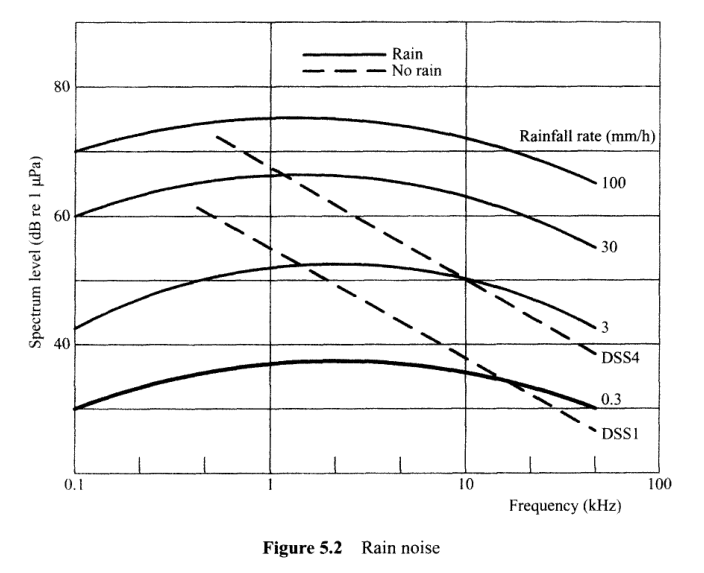 Rain
No rain
80
Rainfall rate (mm/h)
100
60
30
Spectrum level (dB re 1 μPa)
3
40
DSS4
0.3
DSS1
0.1
1
10
100
Frequency (kHz)
Figure 5.2 Rain noise